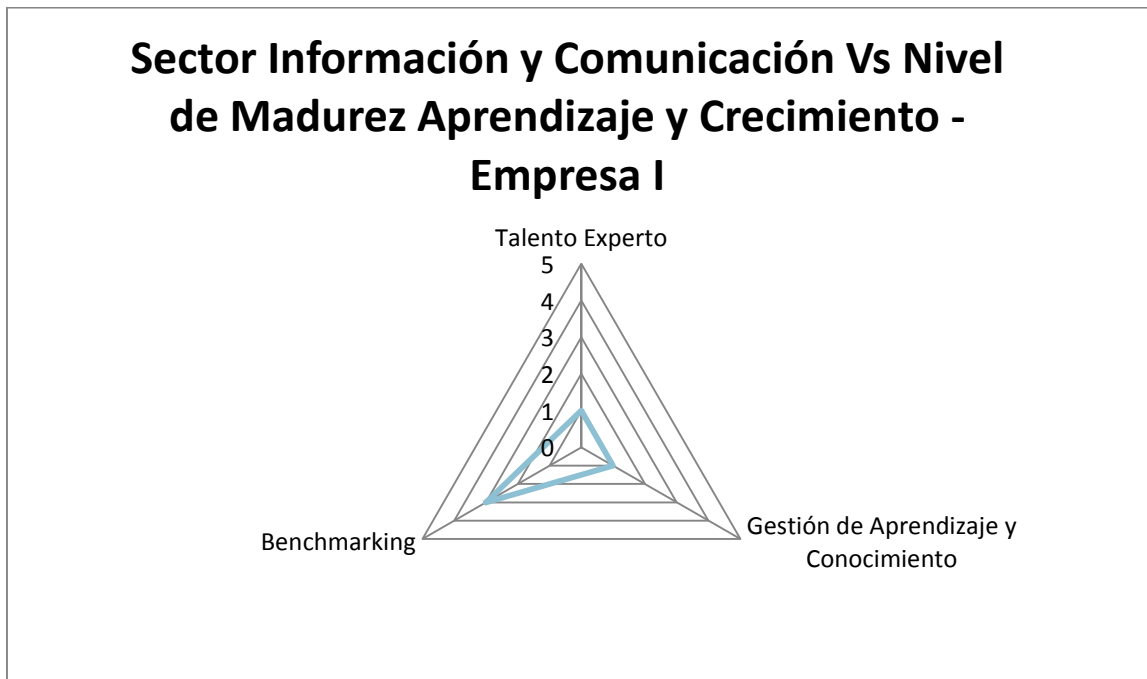 Sector Información y Comunicación Vs Nivel
de Madurez Aprendizaje y Crecimiento -
Empresa I
Talento Experto
5
4
3
2
1
0
Benchmarking
Gestión de Aprendizaje y
Conocimiento